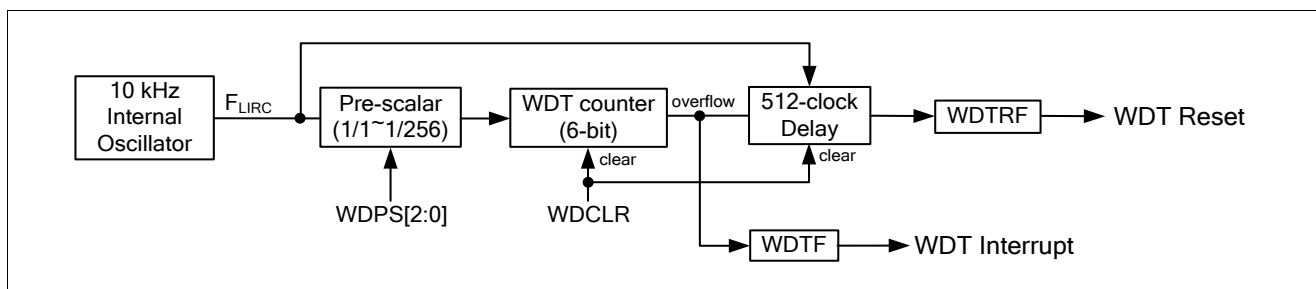 10 kHz
Internal
Oscillator
FLIRC
Pre-scalar
(1/1~1/256)
WDPS[2:0]
WDT counter
(6-bit)
overflow
clear
WDCLR
512-clock
Delay
clear
WDTRF
WDT Reset
WDTF
WDT Interrupt